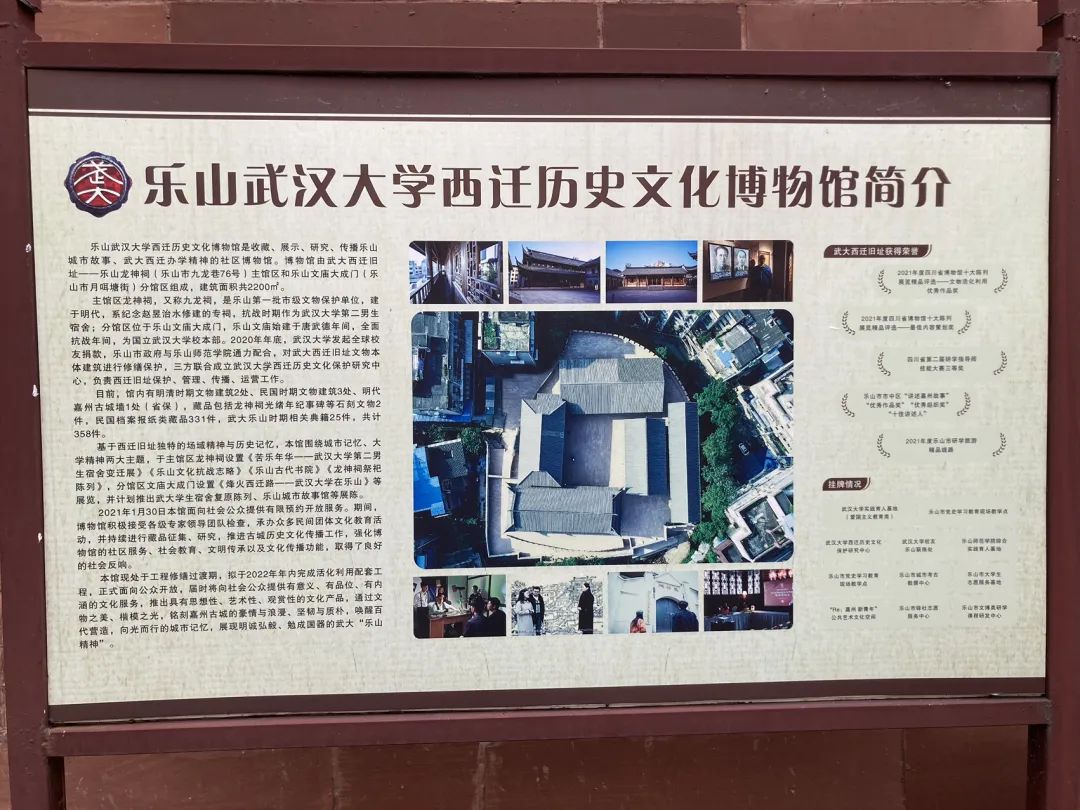 乐山武汉大学西迁历史文化博物馆简介
乐山武汉大学西迁历史文化博物馆是收藏、展示、研究、传播乐山
城市故事、武大西迁办学精神的社区博物馆。博物馆由武大西迁旧
址——乐山龙神祠（乐山市九龙巷76号）主馆区和乐山文庙大成门（乐
山市月咡塘街）分馆区组成，建筑面积共2200㎡。
主馆区龙神祠，又称九龙祠，是乐山第一批市级文物保护单位，建
于明代，系纪念赵昱治水修建的专祠，抗战时期作为武汉大学第二男生
宿舍；分馆区位于乐山文庙大成门，乐山文庙始建于唐武德年间，全面
抗战年间，为国立武汉大学校本部。2020年年底，武汉大学发起全球校
友捐款，乐山市政府与乐山师范学院通力配合，对武大西迁旧址文物本
体建筑进行修缮保护，三方联合成立武汉大学西迁历史文化保护研究中
心，负责西迁旧址保护、管理、传播、运营工作。
目前，馆内有明清时期文物建筑2处、民国时期文物建筑3处、明代
嘉州古城墙1处（省保），藏品包括龙神祠光绪年纪事碑等石刻文物2
件，民国档案报纸类藏品331件，武大乐山时期相关典籍25件，共计
358件。
基于西迁旧址独特的场域精神与历史记忆，本馆围绕城市记忆、大
学精神两大主题，于主馆区龙神祠设置《苦乐年华——武汉大学第二男
生宿舍变迁展》《乐山文化抗战志略》《乐山古代书院》《龙神祠祭祀
陈列》，分馆区文庙大成门设置《烽火西迁路——武汉大学在乐山》等
展览，并计划推出武大学生宿舍复原陈列、乐山城市故事馆等展陈。
2021年1月30日本馆面向社会公众提供有限预约开放服务。期间，
博物馆积极接受各级专家领导团队检查，承办众多民间团体文化教育活
动，并持续进行藏品征集、研究，推进古城历史文化传播工作，强化博
物馆的社区服务、社会教育、文明传承以及文化传播功能，取得了良好
的社会反响。
本馆现处于工程修缮过渡期，拟于2022年年内完成活化利用配套工
程，正式面向公众开放，届时将向社会公众提供有意义、有品位、有内
涵的文化服务，推出具有思想性、艺术性、观赏性的文化产品，通过文
物之美、楷模之光，铭刻嘉州古城的豪情与浪漫、坚韧与质朴，唤醒百
代营造，向光而行的城市记忆，展现明诚弘毅、勉成国器的武大“乐山
精神”。
武大西迁旧址获得荣誉
2021年度四川省博物馆十大陈列
展览精品评选——文物活化利用
优秀作品奖
2021年度四川省博物馆十大陈列
展览精品评选——最佳内容策划奖
四川省第二届研学指导师
技能大赛三等奖
乐山市市中区“讲述嘉州故事”
“优秀作品奖”“优秀组织奖”
“十佳讲述人”
2021年度乐山市研学旅游
精品线路
挂牌情况
武汉大学实践育人基地
（爱国主义教育类）
乐山市党史学习教育现场教学点
武汉大学西迁历史文化
保护研究中心
武汉大学校友
乐山联络处
乐山师范学院综合
实践育人基地
乐山市党史学习教育
现场教学点
乐山市城市考古
数据中心
乐山市大学生
志愿服务基地
“Re：嘉州 新青年”
公共艺术文化空间
乐山市驿社志愿
服务中心
乐山市文博类研学
课程研发中心